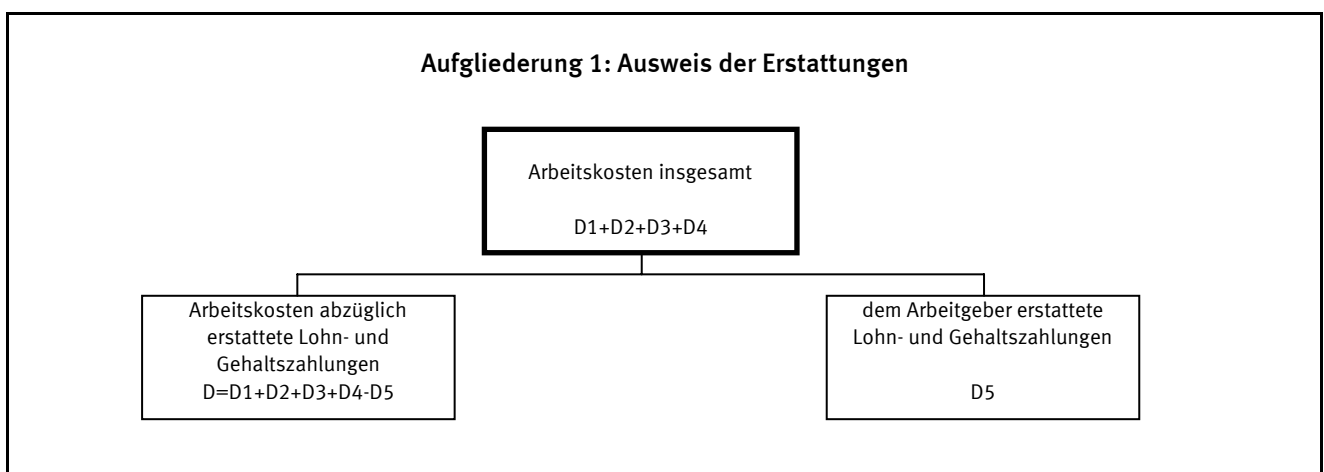 Aufgliederung 1: Ausweis der Erstattungen
Arbeitskosten insgesamt
D1+D2+D3+D4
Arbeitskosten abzüglich
erstattete Lohn- und
Gehaltszahlungen
D=D1+D2+D3+D4-D5
dem Arbeitgeber erstattete
Lohn- und Gehaltszahlungen
D5